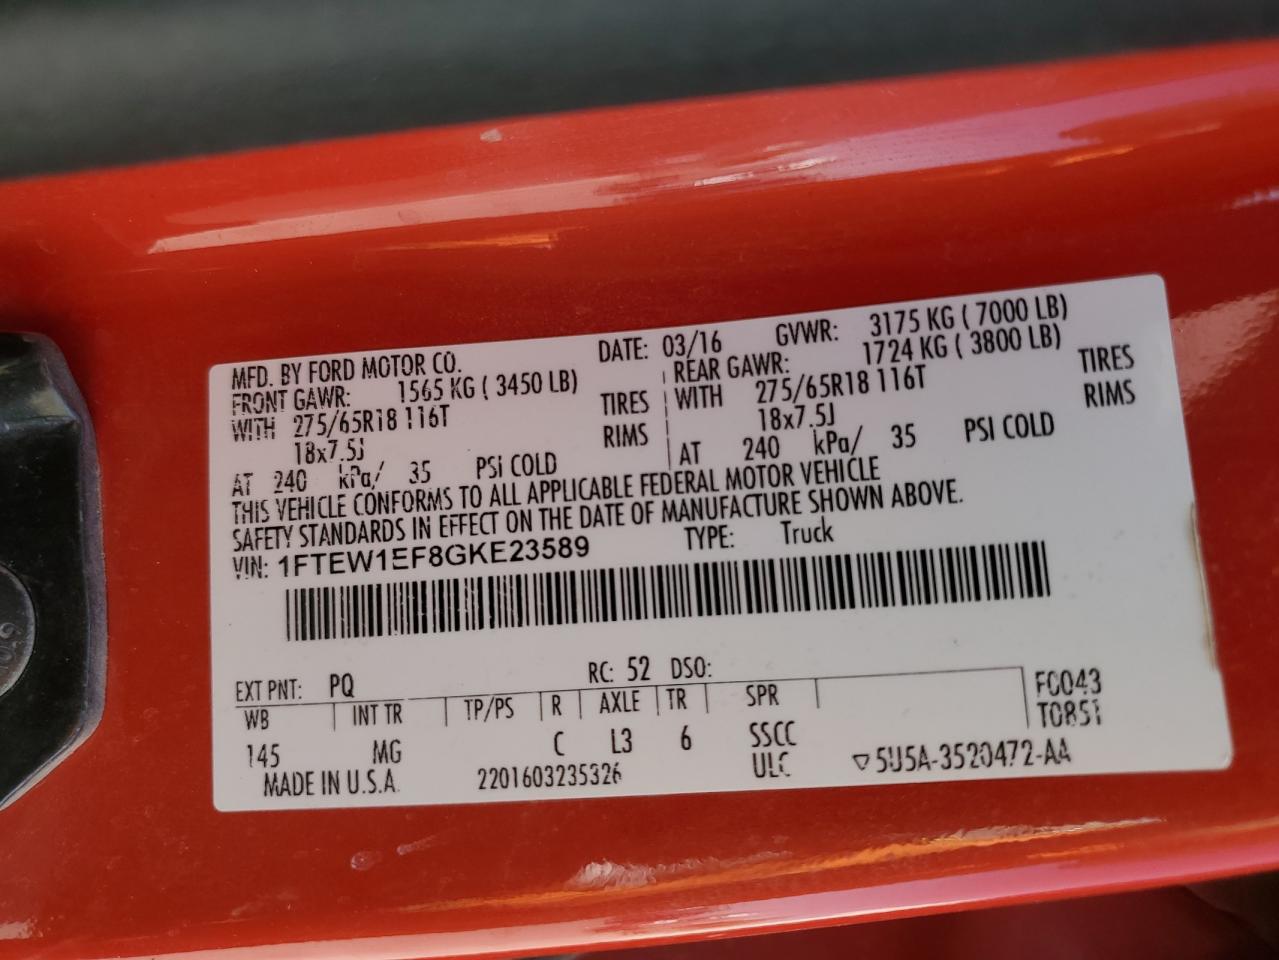 MFD. BY FORD MOTOR CO. DATE: 03/16 GVWR: 3175 KG ( 7000 LB)
FRONT GAWR: 1565 KG ( 3450 LB) REAR GAWR: 1724 KG ( 3800 LB)
WITH 275/65R18 116T TIRES WITH 275/65R18 116T TIRES
18x7.5J RIMS 18x7.5J RIMS
AT 240 kPa/ 35 PSI COLD AT 240 kPa/ 35 PSI COLD
THIS VEHICLE CONFORMS TO ALL APPLICABLE FEDERAL MOTOR VEHICLE
SAFETY STANDARDS IN EFFECT ON THE DATE OF MANUFACTURE SHOWN ABOVE.
VIN: 1FTEW1EF8GKE23589 TYPE: Truck
EXT PNT: PQ RC: 52 DSO:
WB INT TR TP/PS R AXLE TR SPR F0043
T0851
145 MG C L3 6 SSCC
ULC
MADE IN U.S.A. 2201603235326 5U5A-3520472-AA